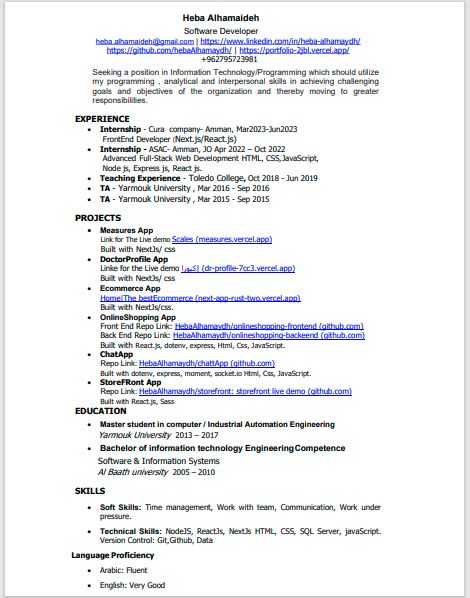 Heba Alhamaideh
Software Developer
heba.alhamaideh@gmail.com | https://www.linkedin.com/in/heba-alhamaydh/
https://github.com/hebaAlhamaydh/ | https://portfolio-2jbl.vercel.app/
+962795723981
Seeking a position in Information Technology/Programming which should utilize
my programming , analytical and interpersonal skills in achieving challenging
goals and objectives of the organization and thereby moving to greater
responsibilities.
EXPERIENCE
• Internship - Cura company- Amman, Mar2023-Jun2023
FrontEnd Developer (Next.js/React.js)
• Internship - ASAC- Amman, JO Apr 2022 – Oct 2022
Advanced Full-Stack Web Development HTML, CSS,JavaScript,
Node js, Express js, React js.
• Teaching Experience - Toledo College, Oct 2018 - Jun 2019
• TA - Yarmouk University , Mar 2016 - Sep 2016
• TA - Yarmouk University , Mar 2015 - Sep 2015
PROJECTS
• Measures App
Link for The Live demo Scales (measures.vercel.app)
Built with NextJs/ css
• DoctorProfile App
Linke for the Live demo (dr-profile-7cc3.vercel.app)
Built with NextJs/ css
• Ecommerce App
Home|The bestEcommerce (next-app-rust-two.vercel.app)
Built with NextJs/css.
• OnlineShopping App
Front End Repo Link: HebaAlhamaydh/onlineshopping-frontend (github.com)
Back End Repo Link: HebaAlhamaydh/onlineshopping-backeend (github.com)
Built with React.js, dotenv, express, Html, Css, JavaScript.
• ChatApp
Repo Link: HebaAlhamaydh/chattApp (github.com)
Built with dotenv, express, moment, socket.io Html, Css, JavaScript.
• StoreFRont App
Repo Link: HebaAlhamaydh/storefront: storefront live demo (github.com)
Built with React.js, Sass
EDUCATION
• Master student in computer / Industrial Automation Engineering
Yarmouk University 2013 – 2017
• Bachelor of information technology EngineeringCompetence
Software & Information Systems
Al Baath university 2005 – 2010
SKILLS
• Soft Skills: Time management, Work with team, Communication, Work under
pressure.
• Technical Skills: NodeJS, ReactJs, NextJs HTML, CSS, SQL Server, javaScript.
Version Control: Git,Github, Data
Language Proficiency
• Arabic: Fluent
• English: Very Good